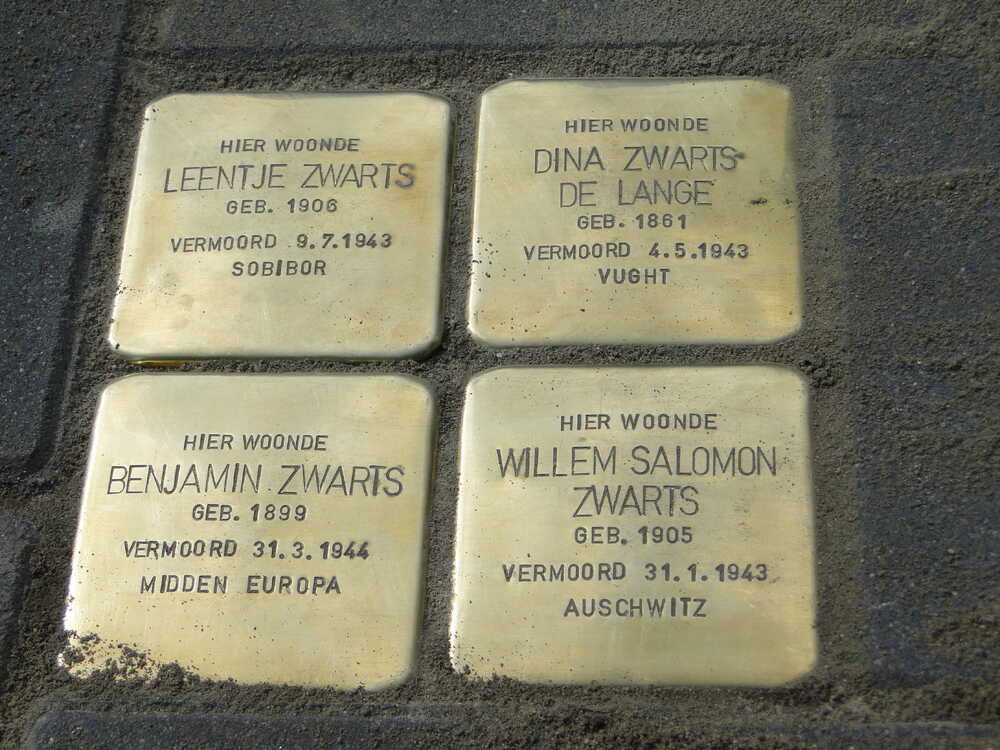 HIER WOONDE
LEENTJE ZWARTS
GEB. 1906
VERMOORD 9.7.1943
SOBIBOR
HIER WOONDE
DINA ZWARTS-
DE LANGE
GEB. 1861
VERMOORD 4.5.1943
VUGHT
HIER WOONDE
BENJAMIN ZWARTS
GEB. 1899
VERMOORD 31.3.1944
MIDDEN EUROPA
HIER WOONDE
WILLEM SALOMON
ZWARTS
GEB. 1905
VERMOORD 31.1.1943
AUSCHWITZ